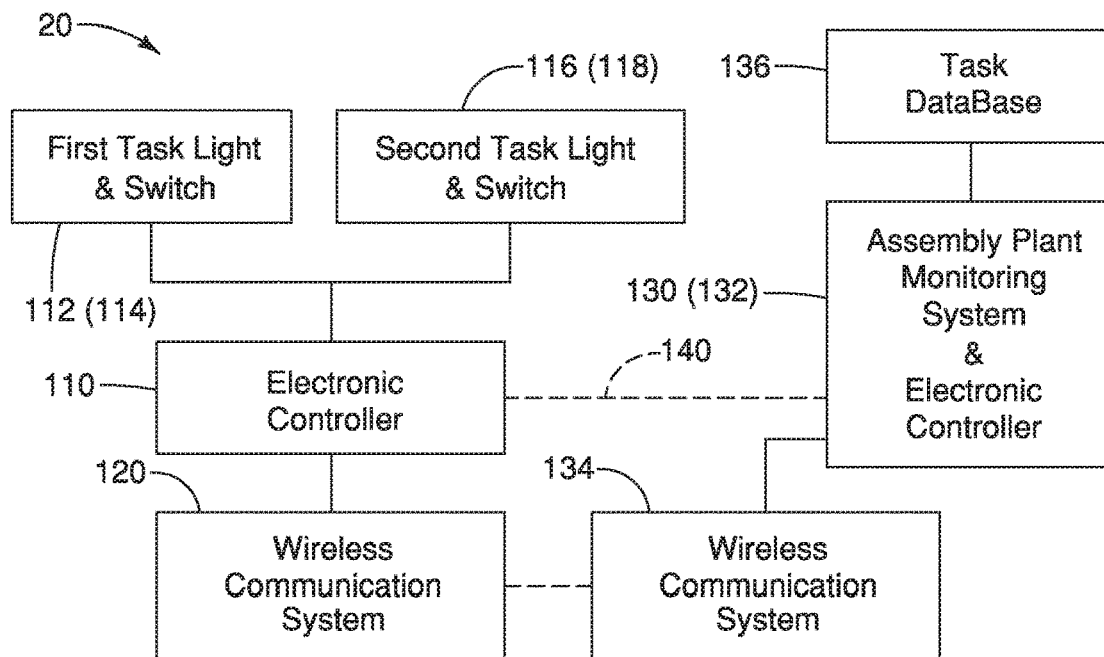 20
116 (118)
136
Task
DataBase
First Task Light
& Switch
Second Task Light
& Switch
112 (114)
130 (132)
Assembly Plant
Monitoring
System
&
Electronic
Controller
110
Electronic
Controller
140
120
134
Wireless
Communication
System
Wireless
Communication
System